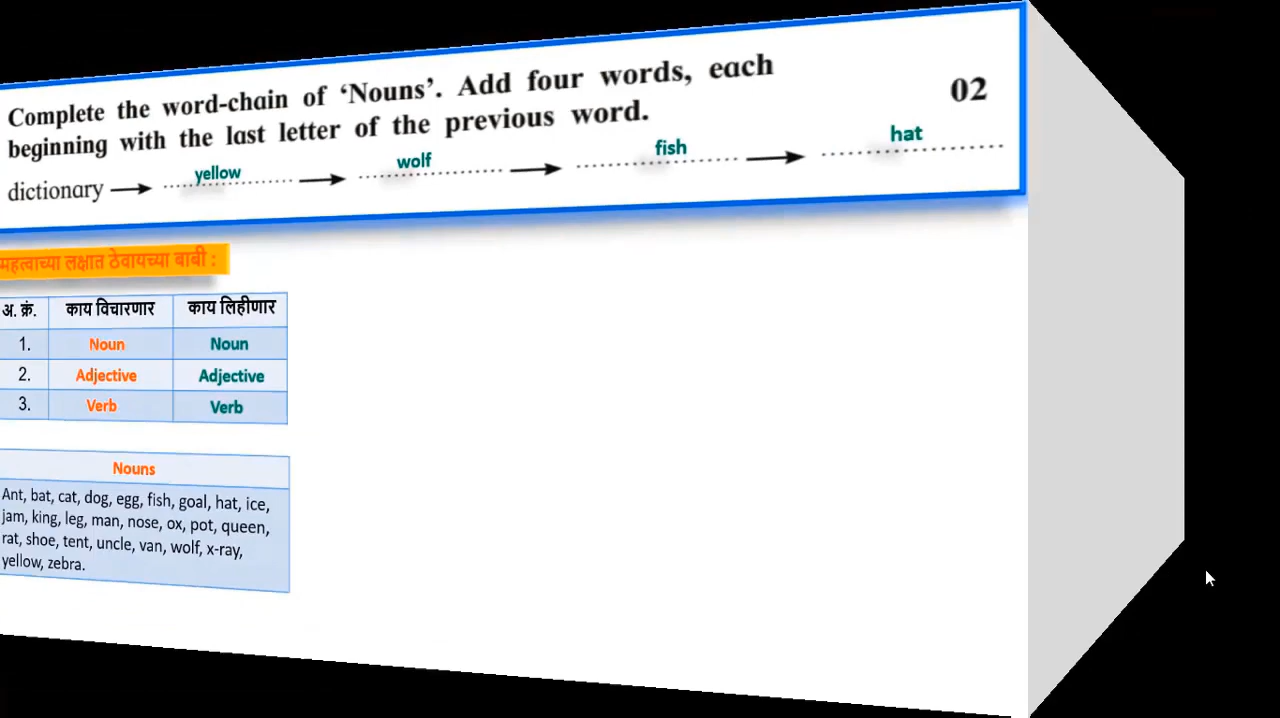 Complete the word-chain of ‘Nouns’. Add four words, each
beginning with the last letter of the previous word.
02
dictionary → yellow → wolf → fish → hat
महत्वाच्या लक्षात ठेवायच्या बाबी :
अ. क्रं. काय विचारणार काय लिहीणार
1. Noun Noun
2. Adjective Adjective
3. Verb Verb
Nouns
Ant, bat, cat, dog, egg, fish, goal, hat, ice,
jam, king, leg, man, nose, ox, pot, queen,
rat, shoe, tent, uncle, van, wolf, x-ray,
yellow, zebra.